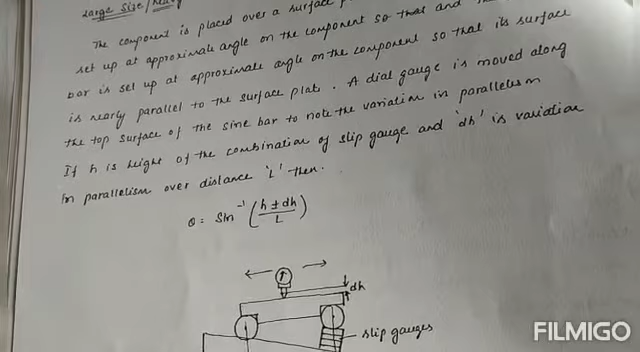 Large Size / Heavy
The component is placed over a surface
set up at approximate angle on the component so that and
bar is set up at approximate angle on the component so that its surface
is nearly parallel to the surface plate. A dial gauge is moved along
the top surface of the sine bar to note the variation in parallelism
If h is height of the combination of slip gauge and 'dh' is variation
in parallelism over distance 'L' then.
θ = Sin⁻¹ (h ± dh / L)
dh
slip gauges
FILMIGO